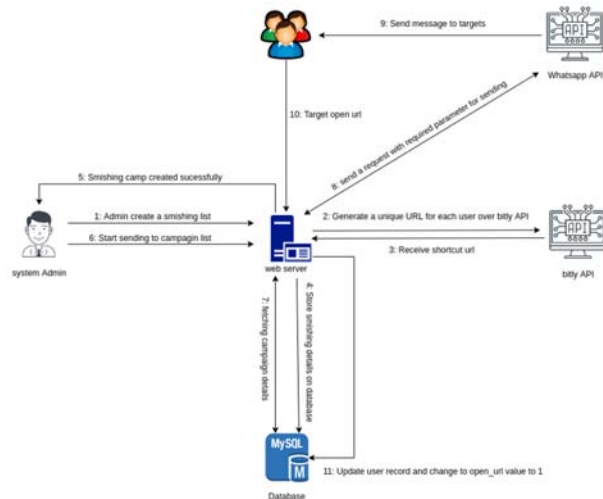 9: Send message to targets
API
Whatsapp API
10: Target open url
8: send a request with required parameter for sending
5: Smishing camp created sucessfully
1: Admin create a smishing list
6: Start sending to campagin list
system Admin
web server
2: Generate a unique URL for each user over bitly API
3: Receive shortcut url
API
bitly API
7: fetching campaign details
4: Store smishing details on database
MySQL
M
Database
11: Update user record and change to open_url value to 1